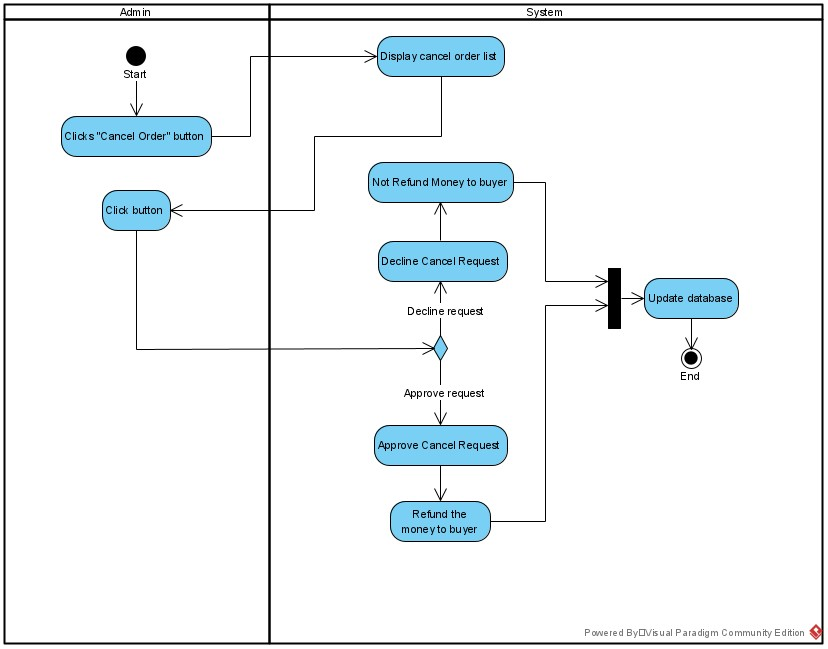 Admin
System
Start
Display cancel order list
Clicks "Cancel Order" button
Not Refund Money to buyer
Click button
Decline Cancel Request
Update database
Decline request
End
Approve request
Approve Cancel Request
Refund the
money to buyer
Powered By Visual Paradigm Community Edition